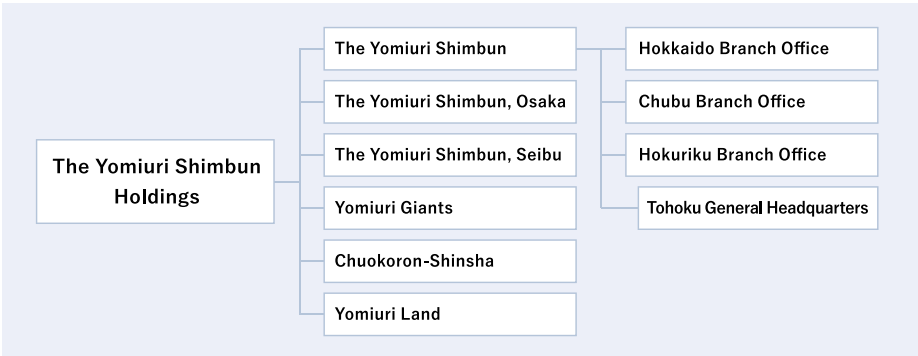 The Yomiuri Shimbun
Holdings
The Yomiuri Shimbun
The Yomiuri Shimbun, Osaka
The Yomiuri Shimbun, Seibu
Yomiuri Giants
Chuokoron-Shinsha
Yomiuri Land
Hokkaido Branch Office
Chubu Branch Office
Hokuriku Branch Office
Tohoku General Headquarters